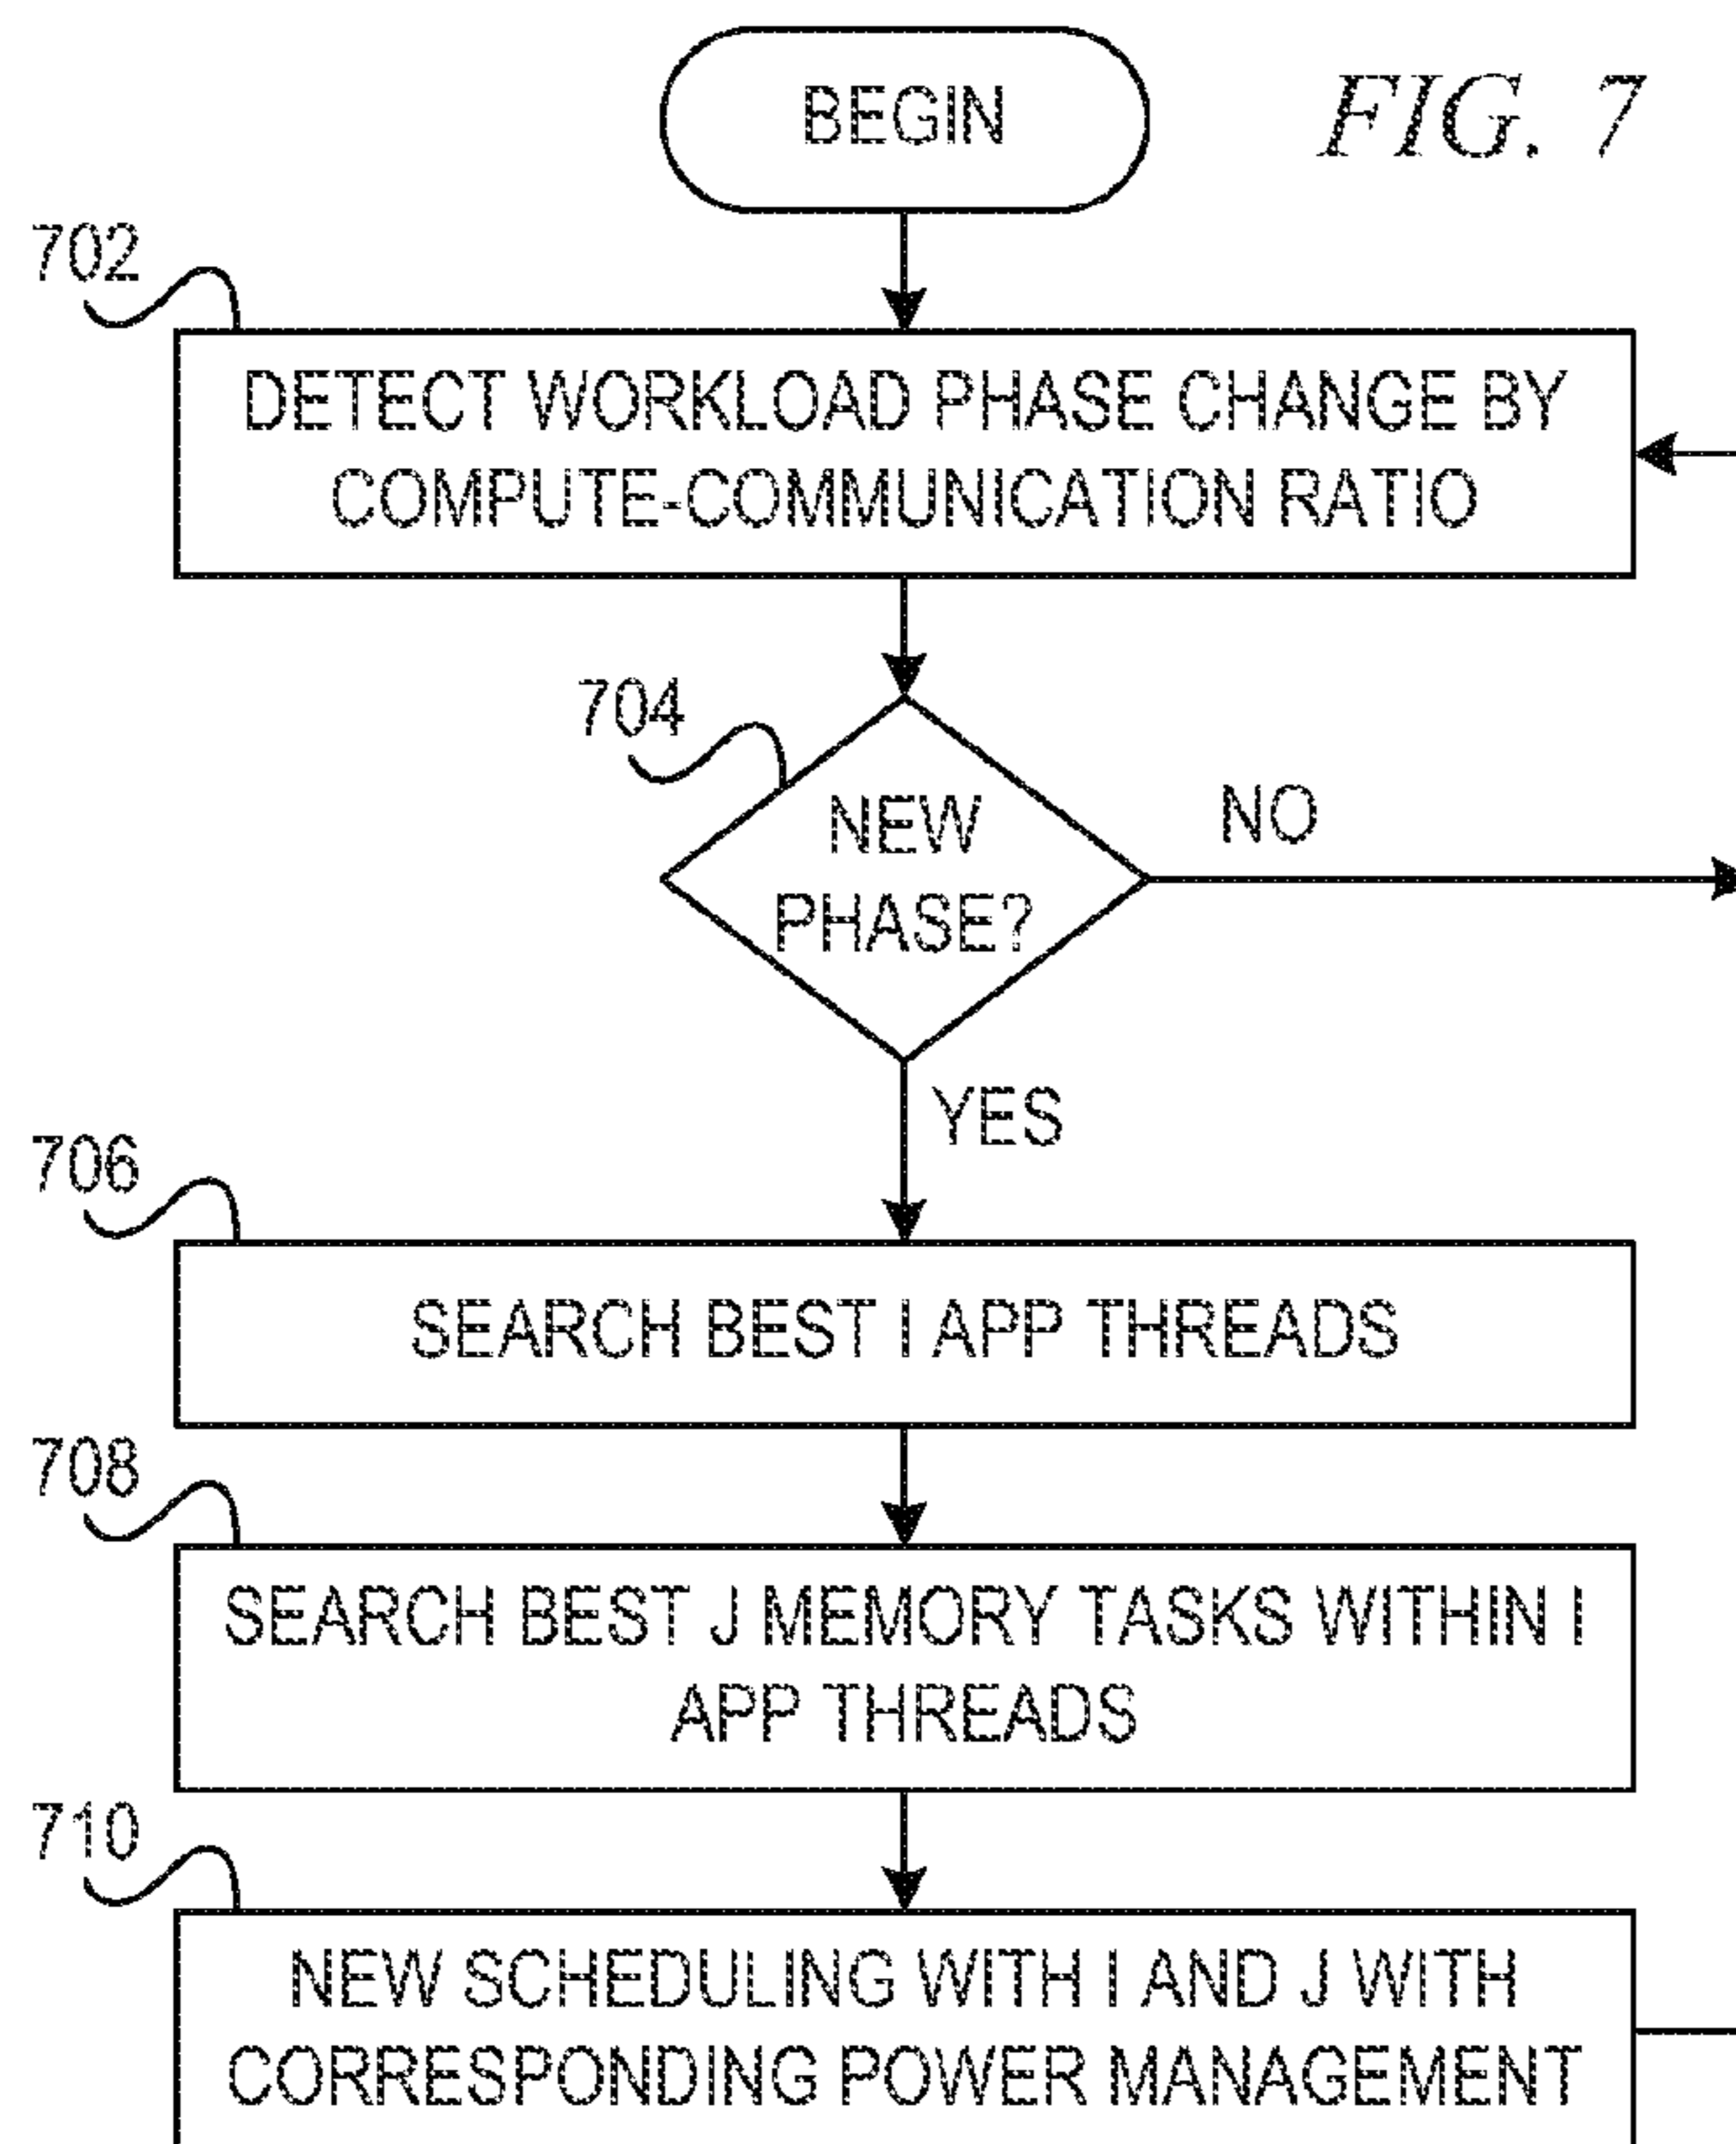 BEGIN
FIG. 7
702
DETECT WORKLOAD PHASE CHANGE BY
COMPUTE-COMMUNICATION RATIO
704
NEW
PHASE?
NO
YES
706
SEARCH BEST I APP THREADS
708
SEARCH BEST J MEMORY TASKS WITHIN I
APP THREADS
710
NEW SCHEDULING WITH I AND J WITH
CORRESPONDING POWER MANAGEMENT